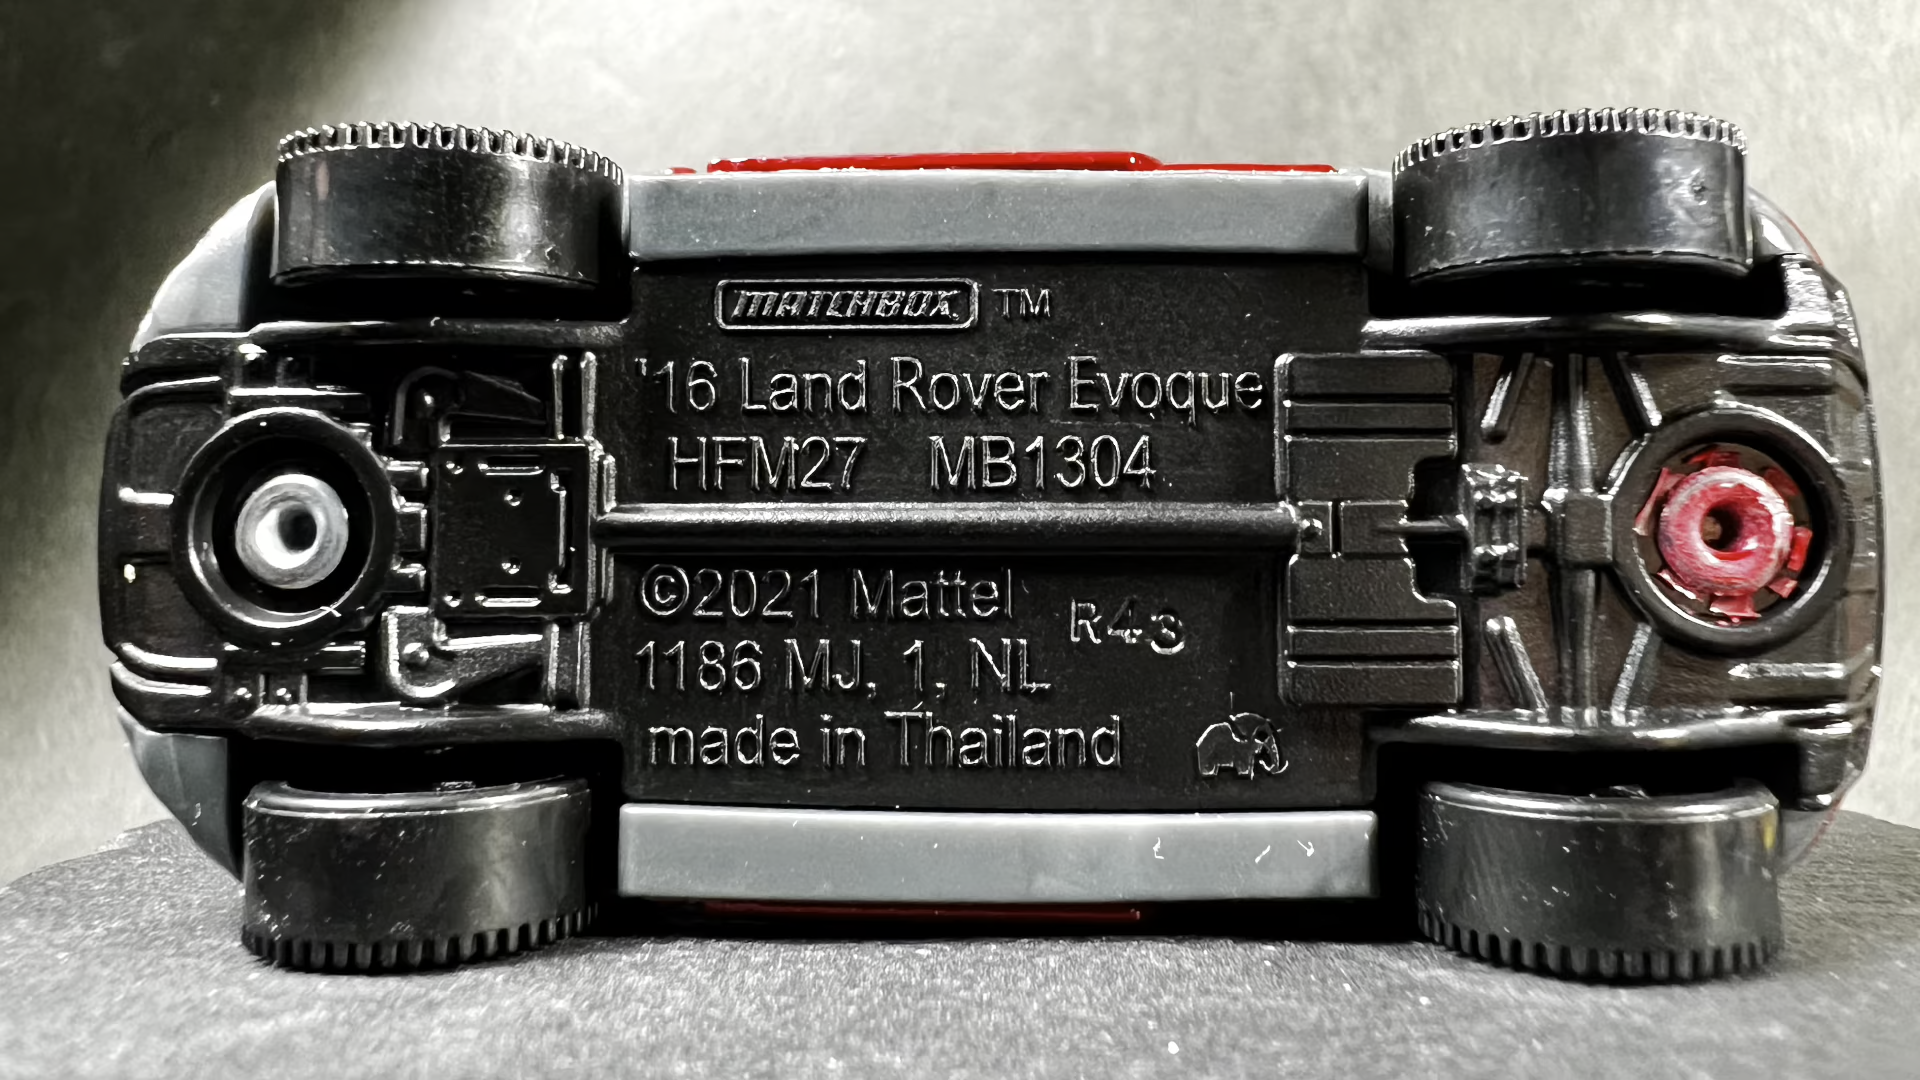 MATCHBOX TM
'16 Land Rover Evoque
HFM27 MB1304
©2021 Mattel
R43
1186 MJ, 1, NL
made in Thailand